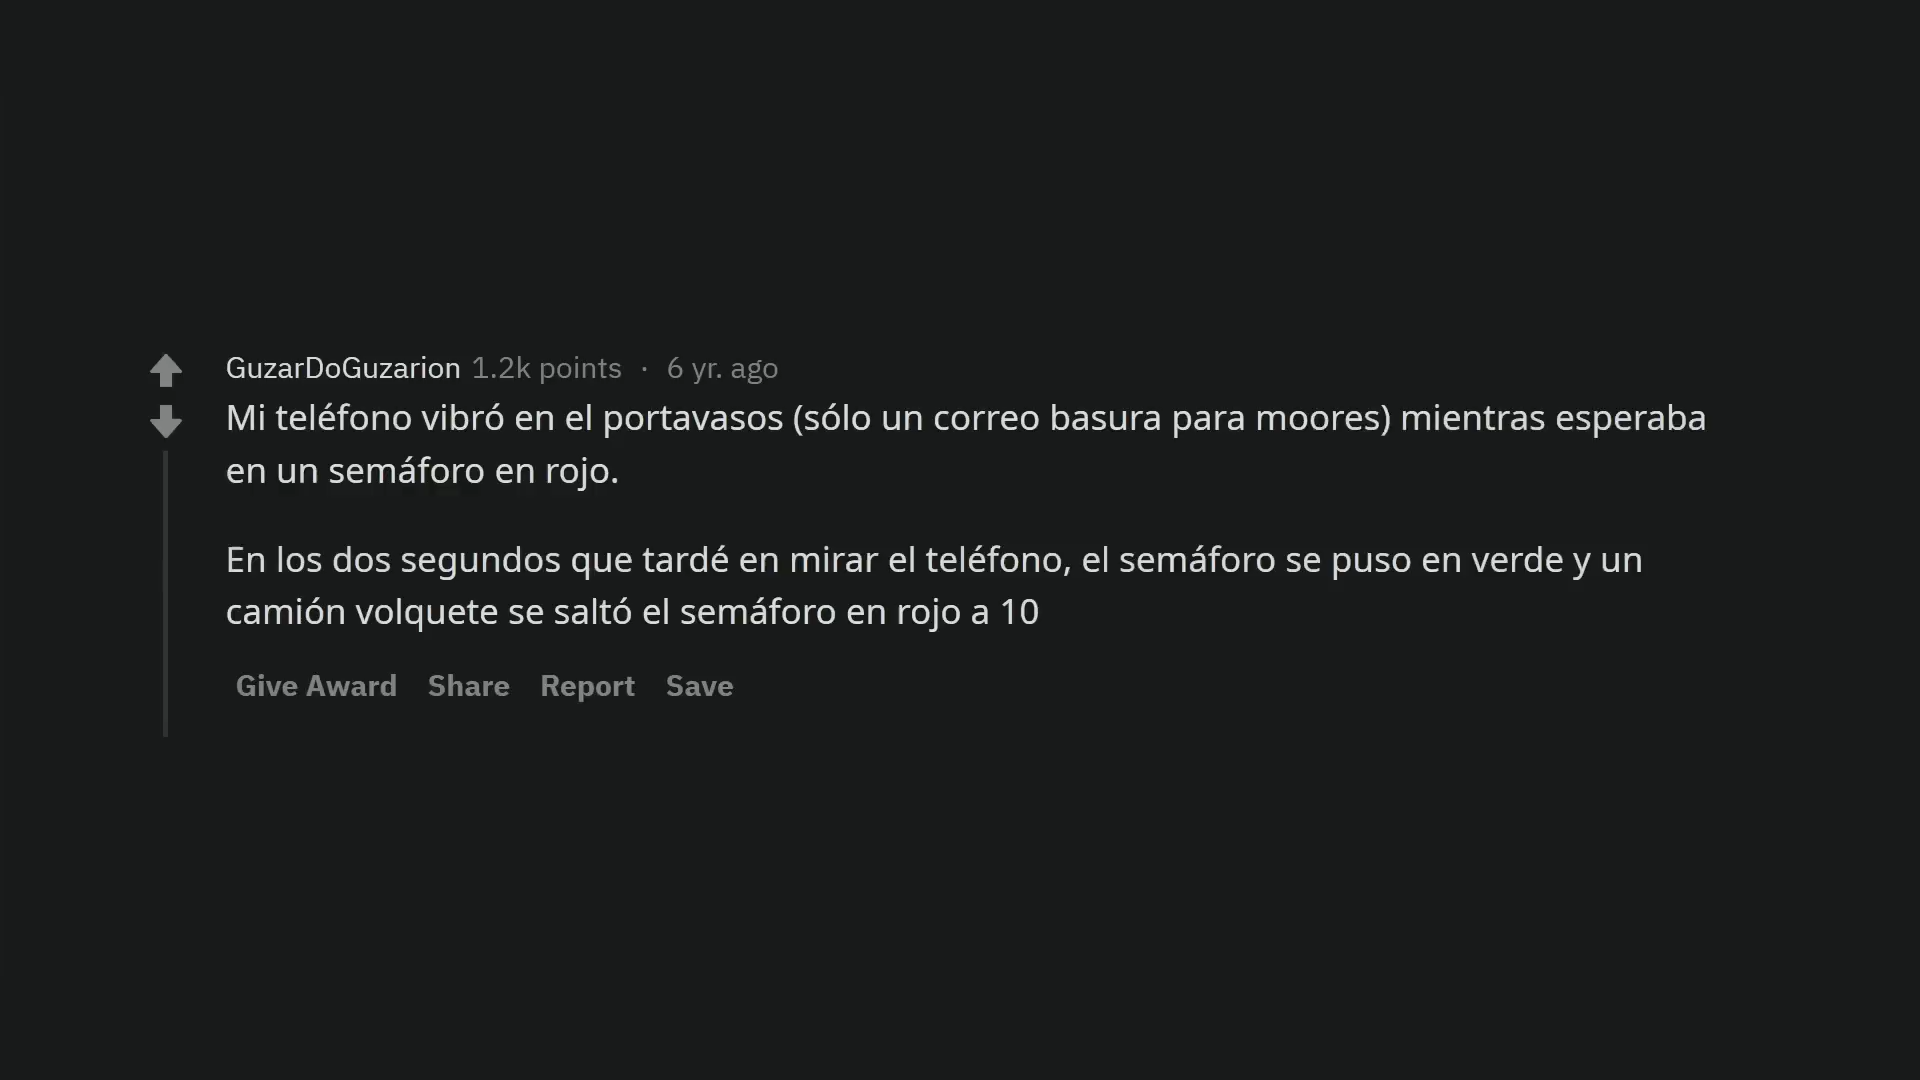 GuzarDoGuzarion 1.2k points · 6 yr. ago
Mi teléfono vibró en el portavasos (sólo un correo basura para moores) mientras esperaba
en un semáforo en rojo.
En los dos segundos que tardé en mirar el teléfono, el semáforo se puso en verde y un
camión volquete se saltó el semáforo en rojo a 10
Give Award Share Report Save